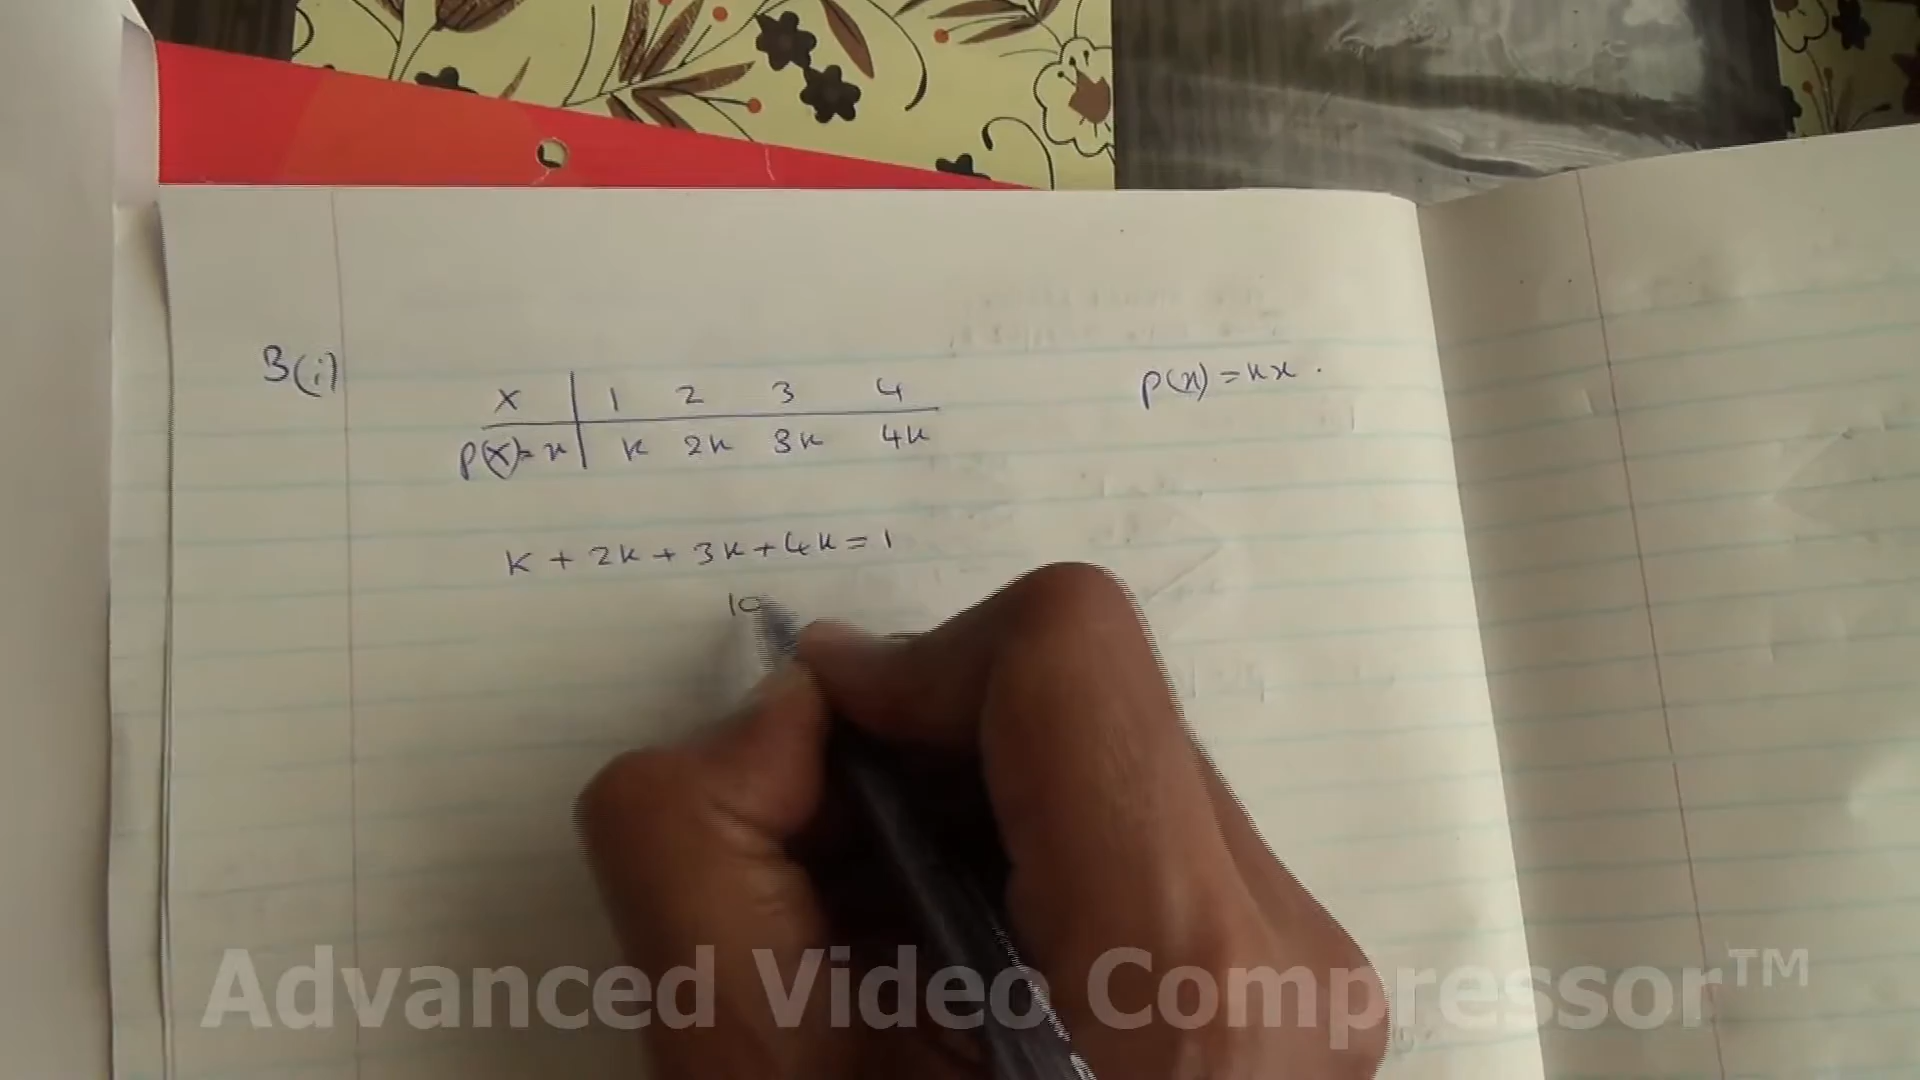 3(i)
X 1 2 3 4
P(X)=x k 2k 3k 4k
P(x) = kx.
k + 2k + 3k + 4k = 1
10
Advanced Video Compressor™